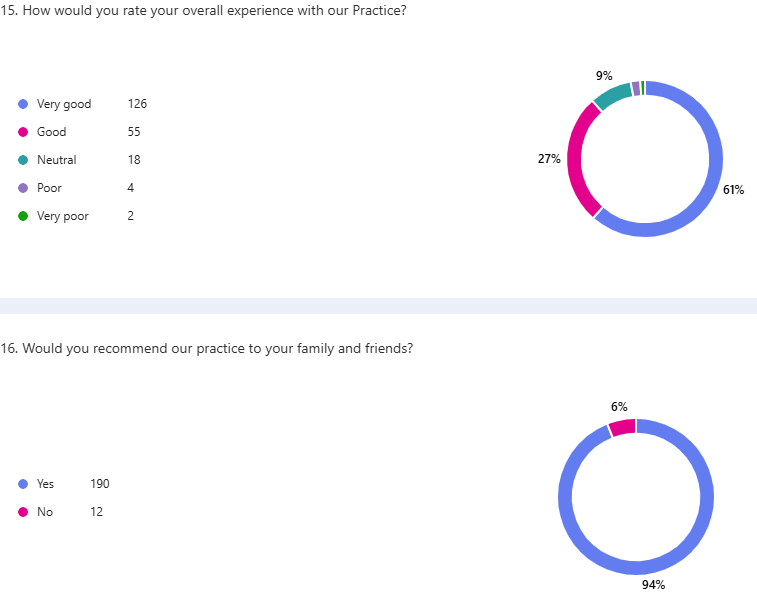 15. How would you rate your overall experience with our Practice?
9%
Very good 126
Good 55
27%
Neutral 18
Poor 4
61%
Very poor 2
16. Would you recommend our practice to your family and friends?
6%
Yes 190
No 12
94%